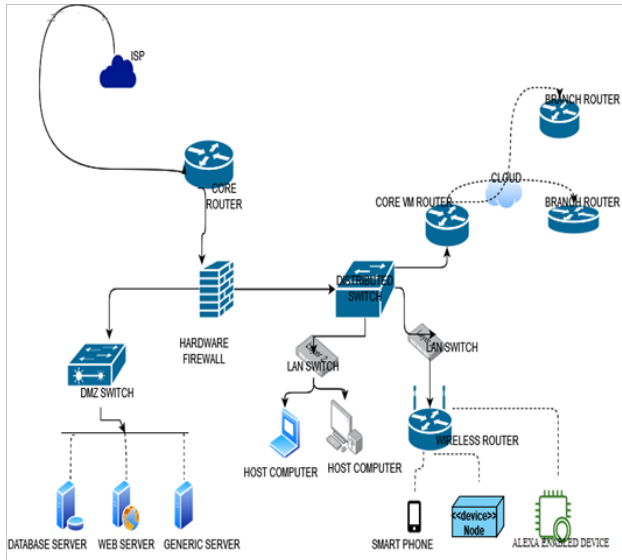 ISP
BRANCH ROUTER
CORE
ROUTER
CLOUD
CORE VM ROUTER
BRANCH ROUTER
DISTRIBUTED
SWITCH
HARDWARE
FIREWALL
LAN SWITCH
LAN SWITCH
DMZ SWITCH
HOST COMPUTER
HOST COMPUTER
WIRELESS ROUTER
<<device>>
Node
DATABASE SERVER
WEB SERVER
GENERIC SERVER
SMART PHONE
ALEXA ENABLED DEVICE